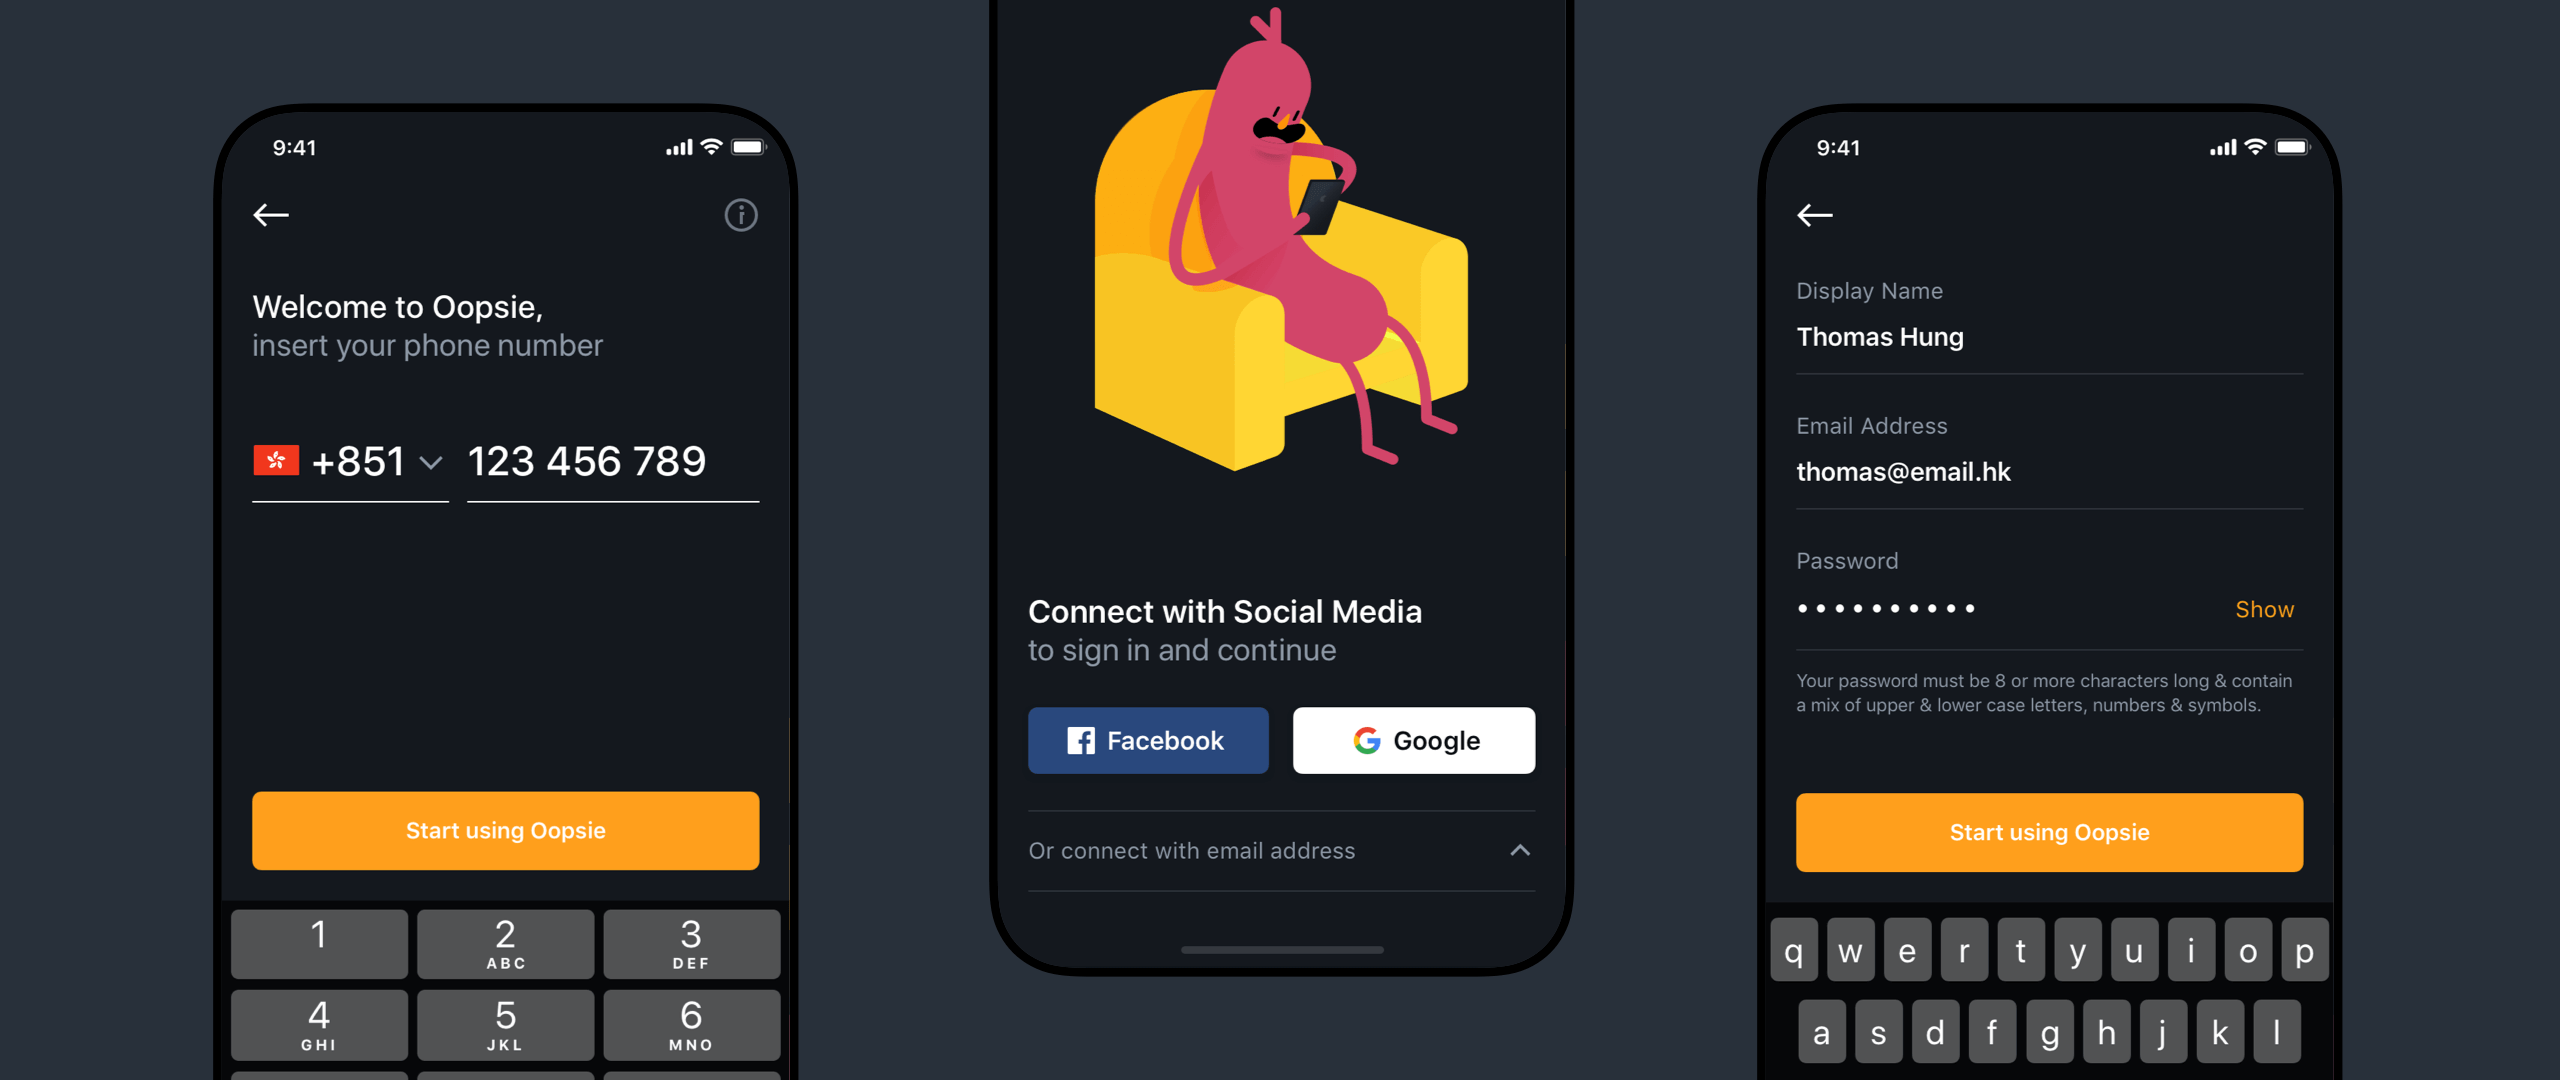 9:41
Welcome to Oopsie,
insert your phone number
+851 123 456 789
Start using Oopsie
1 2 3
ABC DEF
4 5 6
GHI JKL MNO
Connect with Social Media
to sign in and continue
Facebook Google
Or connect with email address
9:41
Display Name
Thomas Hung
Email Address
thomas@email.hk
Password
Show
Your password must be 8 or more characters long & contain
a mix of upper & lower case letters, numbers & symbols.
Start using Oopsie
q w e r t y u i o p
a s d f g h j k l